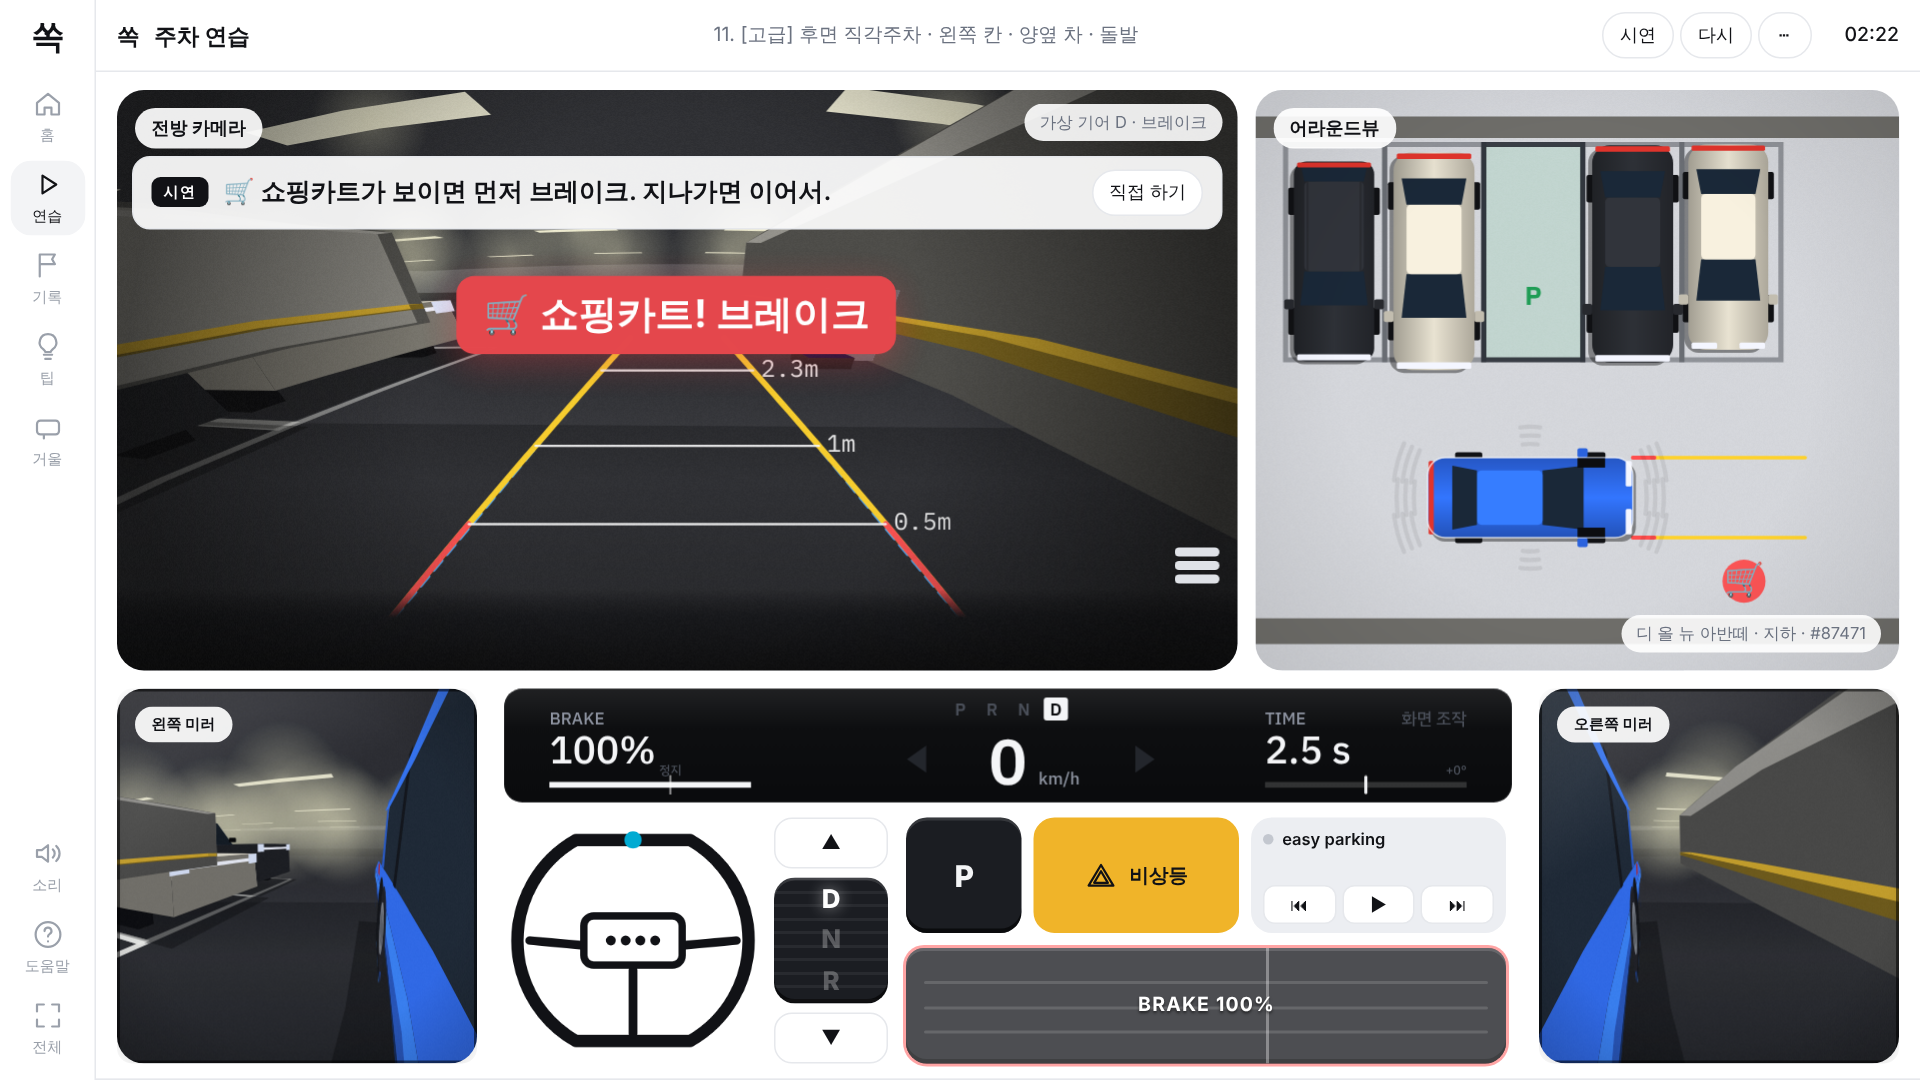 쏙
홈
연습
기록
팁
거울
소리
도움말
전체
쏙 주차 연습
11. [고급] 후면 직각주차 · 왼쪽 칸 · 양옆 차 · 돌발
시연
다시
···
02:22
전방 카메라
가상 기어 D · 브레이크
시연 🛒 쇼핑카트가 보이면 먼저 브레이크. 지나가면 이어서.
직접 하기
🛒 쇼핑카트! 브레이크
2.3m
1m
0.5m
어라운드뷰
P
디 올 뉴 아반떼 · 지하 · #87471
왼쪽 미러
BRAKE
100%
정지
P R N D
0 km/h
TIME
화면 조작
2.5 s
+0°
D
N
R
P
비상등
easy parking
BRAKE 100%
오른쪽 미러